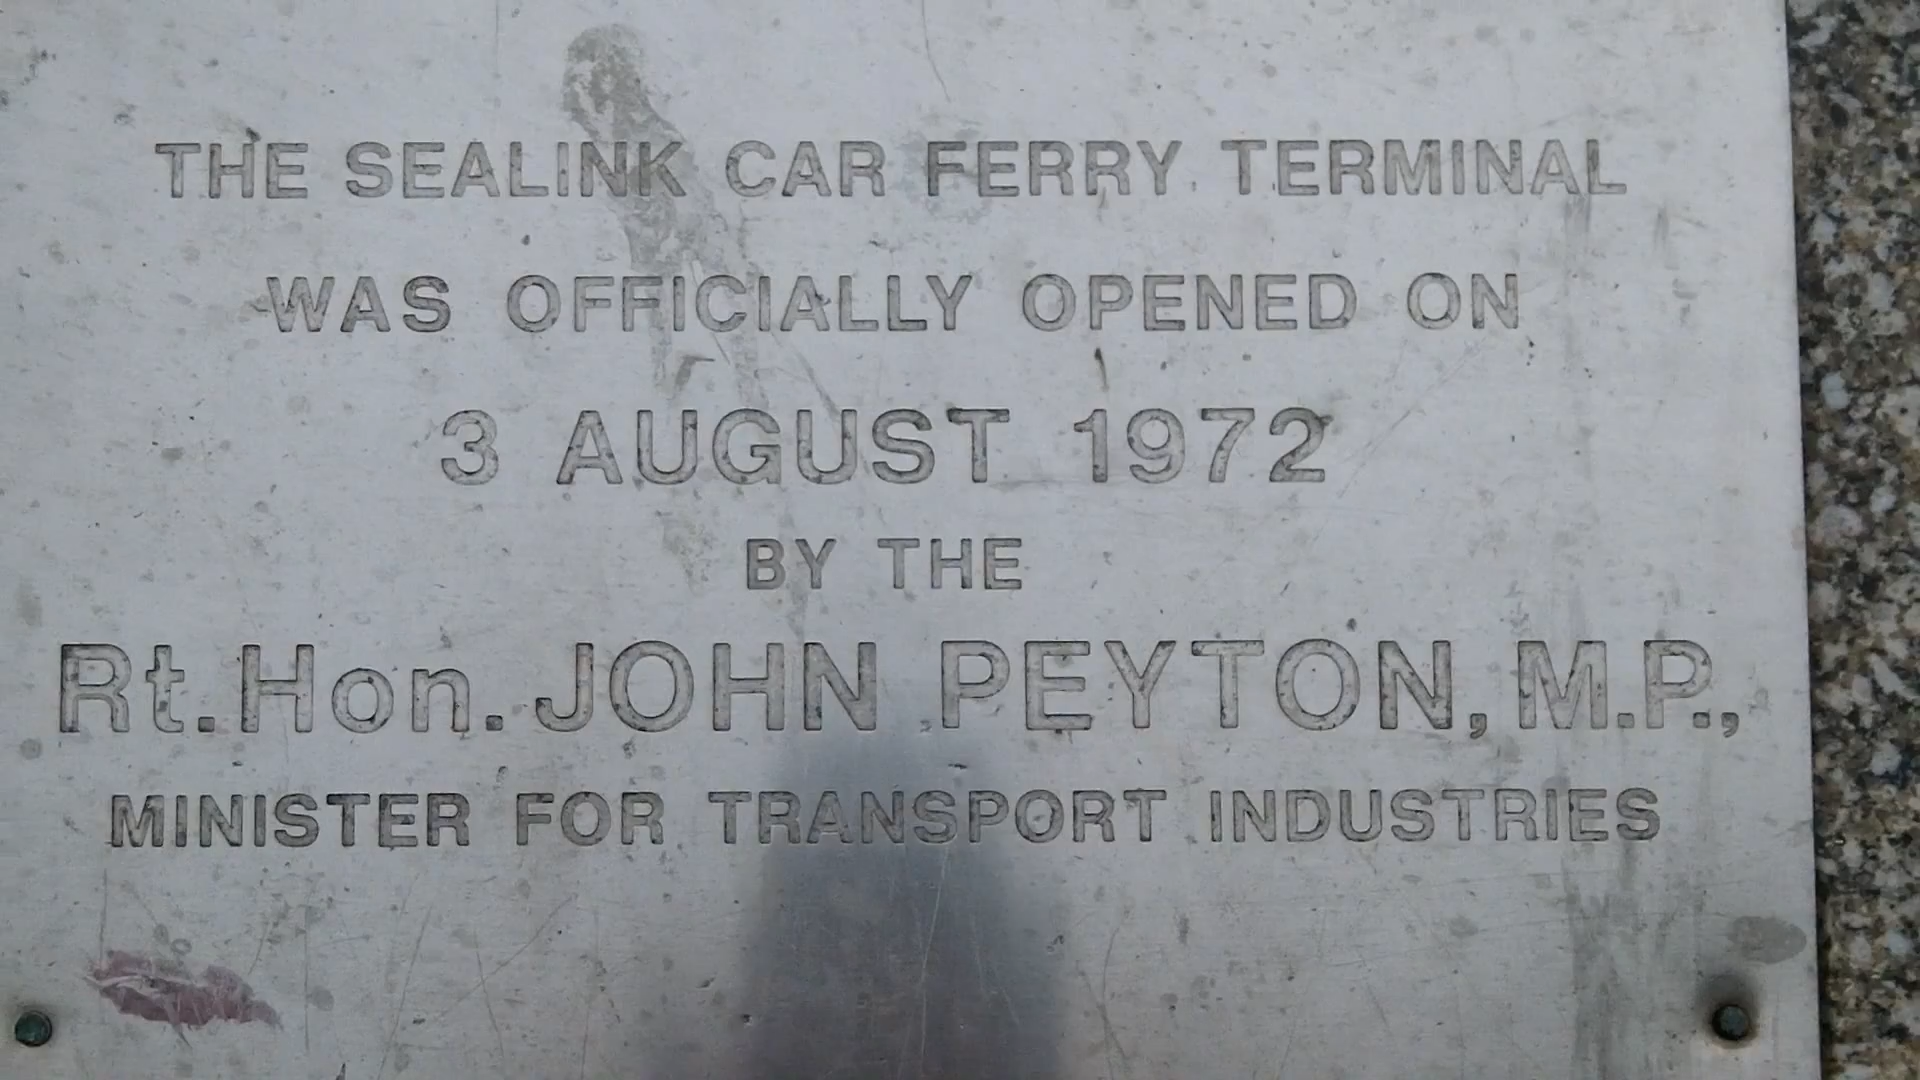 THE SEALINK CAR FERRY TERMINAL
WAS OFFICIALLY OPENED ON
3 AUGUST 1972
BY THE
Rt. Hon. JOHN PEYTON, M.P.,
MINISTER FOR TRANSPORT INDUSTRIES